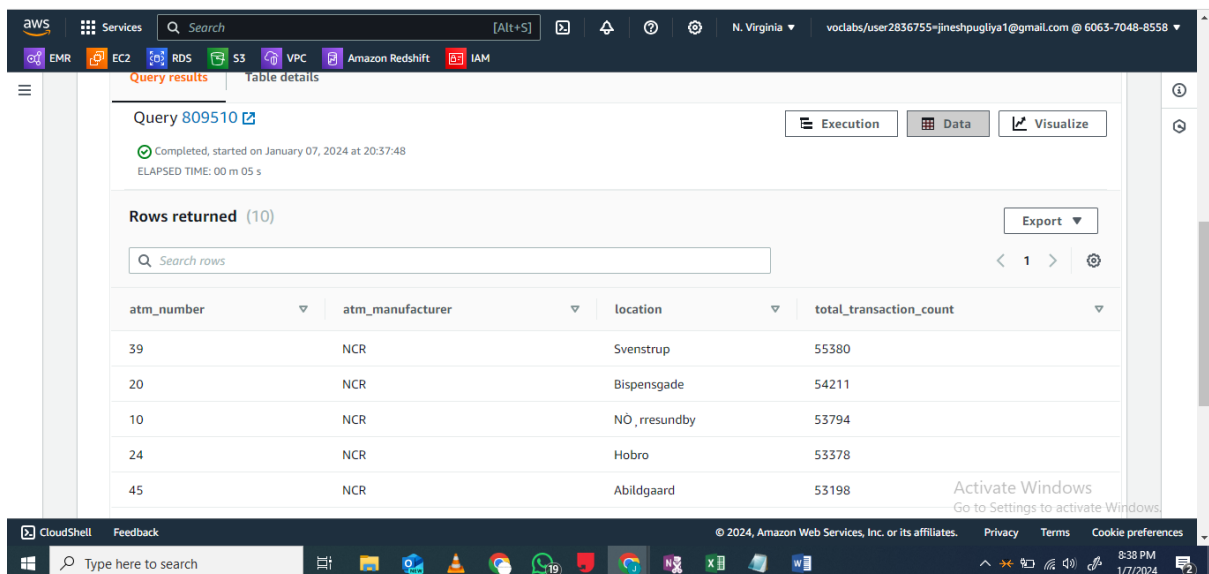 aws Services Search [Alt+S] N. Virginia ▼ voclabs/user2836755=jineshpugliya1@gmail.com @ 6063-7048-8558 ▼
EMR EC2 RDS S3 VPC Amazon Redshift IAM
Query results Table details
Query 809510
Execution Data Visualize
Completed, started on January 07, 2024 at 20:37:48
ELAPSED TIME: 00 m 05 s
Rows returned (10)
Export ▼
Search rows
< 1 >
atm_number atm_manufacturer location total_transaction_count
39 NCR Svenstrup 55380
20 NCR Bispensgade 54211
10 NCR NÒ¸rresundby 53794
24 NCR Hobro 53378
45 NCR Abildgaard 53198
Activate Windows
Go to Settings to activate Windows.
CloudShell Feedback © 2024, Amazon Web Services, Inc. or its affiliates. Privacy Terms Cookie preferences
Type here to search 19 8:38 PM
1/7/2024 2